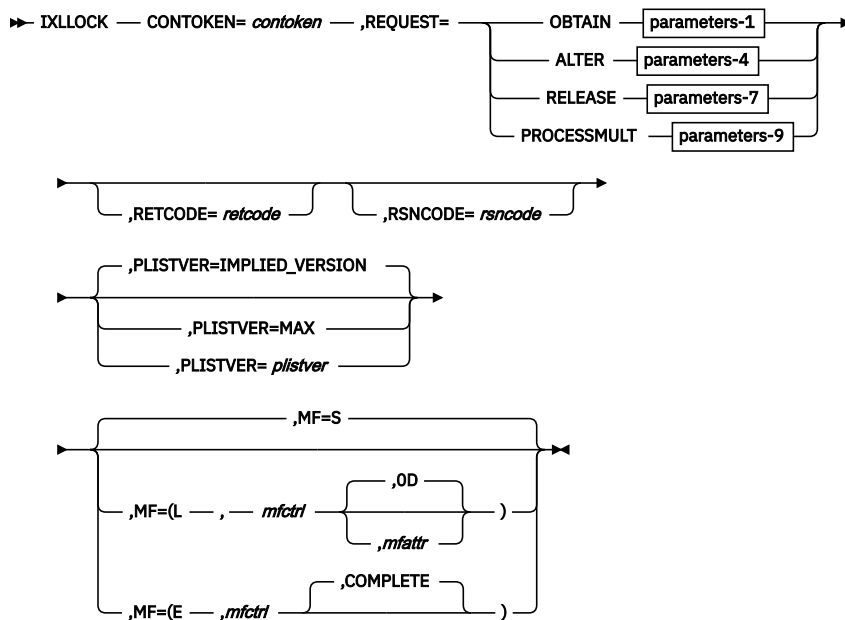 IXLLOCK CONTOKEN= contoken ,REQUEST= OBTAIN parameters-1
ALTER parameters-4
RELEASE parameters-7
PROCESSMULT parameters-9
,RETCODE= retcode ,RSNCODE= rsncode
,PLISTVER=IMPLIED_VERSION
,PLISTVER=MAX
,PLISTVER= plistver
,MF=S
,0D
,MF=(L , mfctrl )
,mfattr
,COMPLETE
,MF=(E ,mfctrl )